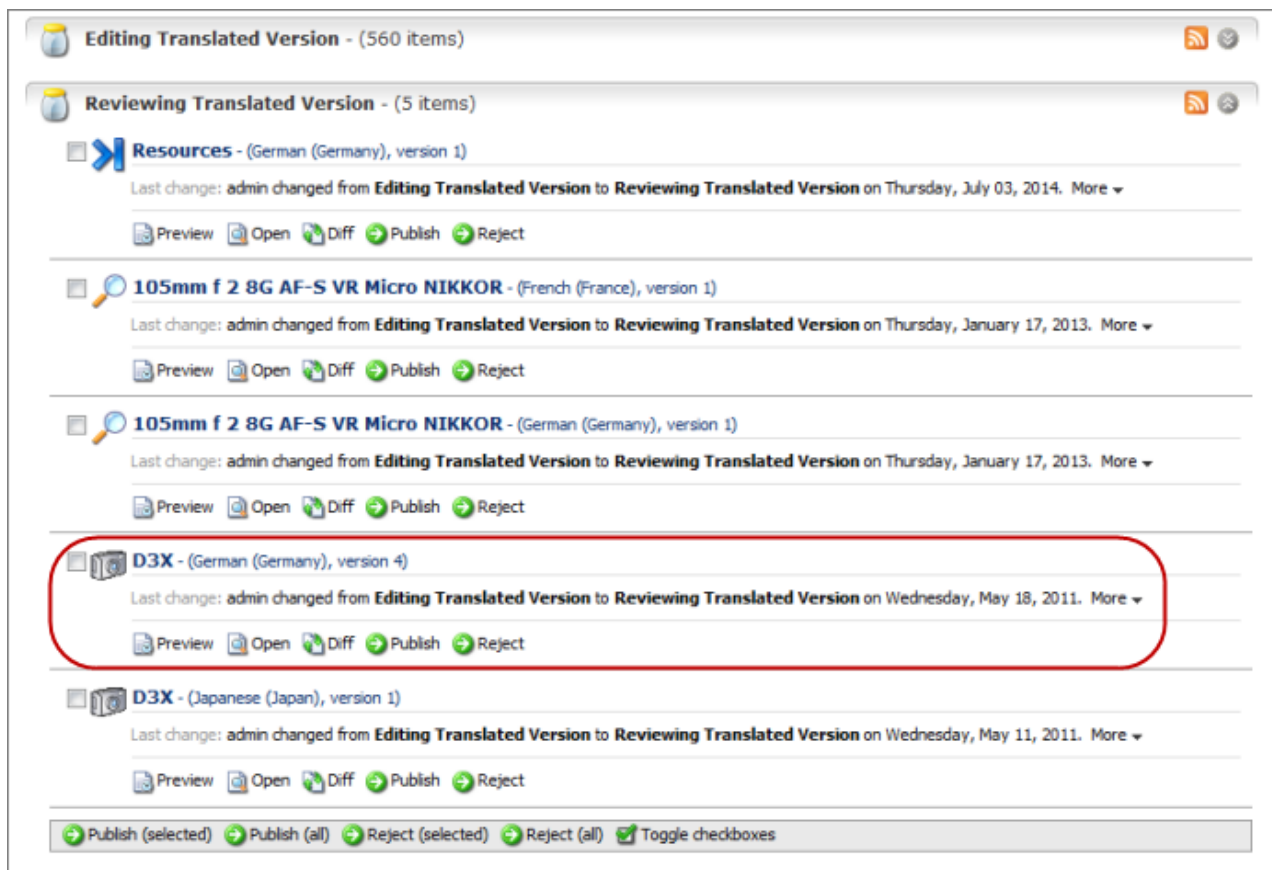 Editing Translated Version - (560 items)
Reviewing Translated Version - (5 items)
Resources - (German (Germany), version 1)
Last change: admin changed from Editing Translated Version to Reviewing Translated Version on Thursday, July 03, 2014. More
Preview Open Diff Publish Reject
105mm f 2 8G AF-S VR Micro NIKKOR - (French (France), version 1)
Last change: admin changed from Editing Translated Version to Reviewing Translated Version on Thursday, January 17, 2013. More
Preview Open Diff Publish Reject
105mm f 2 8G AF-S VR Micro NIKKOR - (German (Germany), version 1)
Last change: admin changed from Editing Translated Version to Reviewing Translated Version on Thursday, January 17, 2013. More
Preview Open Diff Publish Reject
D3X - (German (Germany), version 4)
Last change: admin changed from Editing Translated Version to Reviewing Translated Version on Wednesday, May 18, 2011. More
Preview Open Diff Publish Reject
D3X - (Japanese (Japan), version 1)
Last change: admin changed from Editing Translated Version to Reviewing Translated Version on Wednesday, May 11, 2011. More
Preview Open Diff Publish Reject
Publish (selected) Publish (all) Reject (selected) Reject (all) Toggle checkboxes